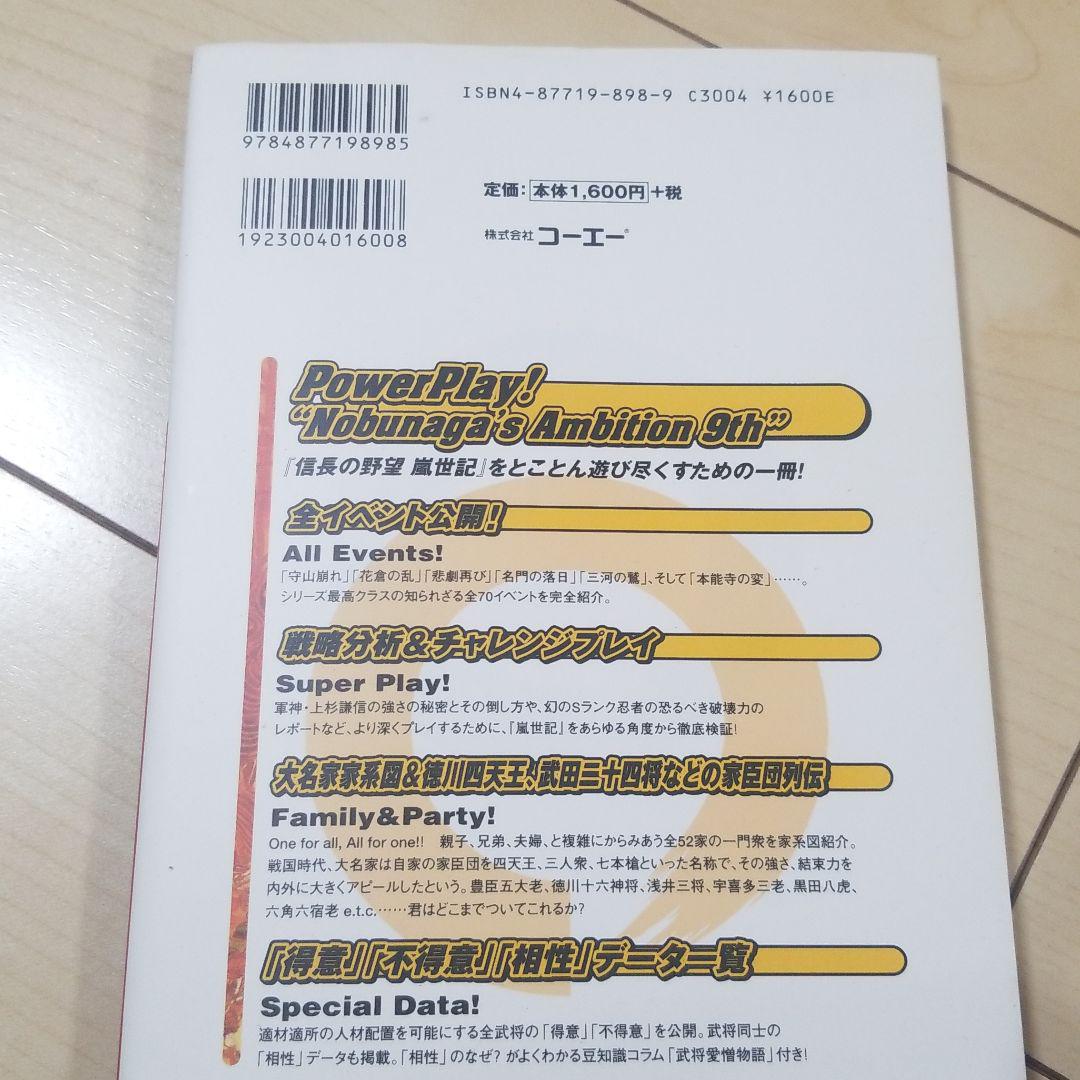 ISBN4-87719-898-9 C3004 ¥1600E
9784877198985
定価：本体1,600円+税
1923004016008
株式会社コーエー®
PowerPlay!
“Nobunaga's Ambition 9th”
『信長の野望 嵐世記』をとことん遊び尽くすための一冊!
全イベント公開!
All Events!
「守山崩れ」「花倉の乱」「悲劇再び」「名門の落日」「三河の鷲」、そして「本能寺の変」……。
シリーズ最高クラスの知られざる全70イベントを完全紹介。
戦略分析＆チャレンジプレイ
Super Play!
軍神・上杉謙信の強さの秘密とその倒し方や、幻のSランク忍者の恐るべき破壊力の
レポートなど、より深くプレイするために、『嵐世記』をあらゆる角度から徹底検証!
大名家家系図＆徳川四天王、武田二十四将などの家臣団列伝
Family&Party!
One for all, All for one!!　親子、兄弟、夫婦、と複雑にからみあう全52家の一門衆を家系図紹介。
戦国時代、大名家は自家の家臣団を四天王、三人衆、七本槍といった名称で、その強さ、結束力を
内外に大きくアピールしたという。豊臣五大老、徳川十六神将、浅井三将、宇喜多三老、黒田八虎、
六角六宿老 e.t.c.……君はどこまでついてこれるか?
「得意」「不得意」「相性」データ一覧
Special Data!
適材適所の人材配置を可能にする全武将の「得意」「不得意」を公開。武将同士の
「相性」データも掲載。「相性」のなぜ? がよくわかる豆知識コラム「武将愛憎物語」付き!